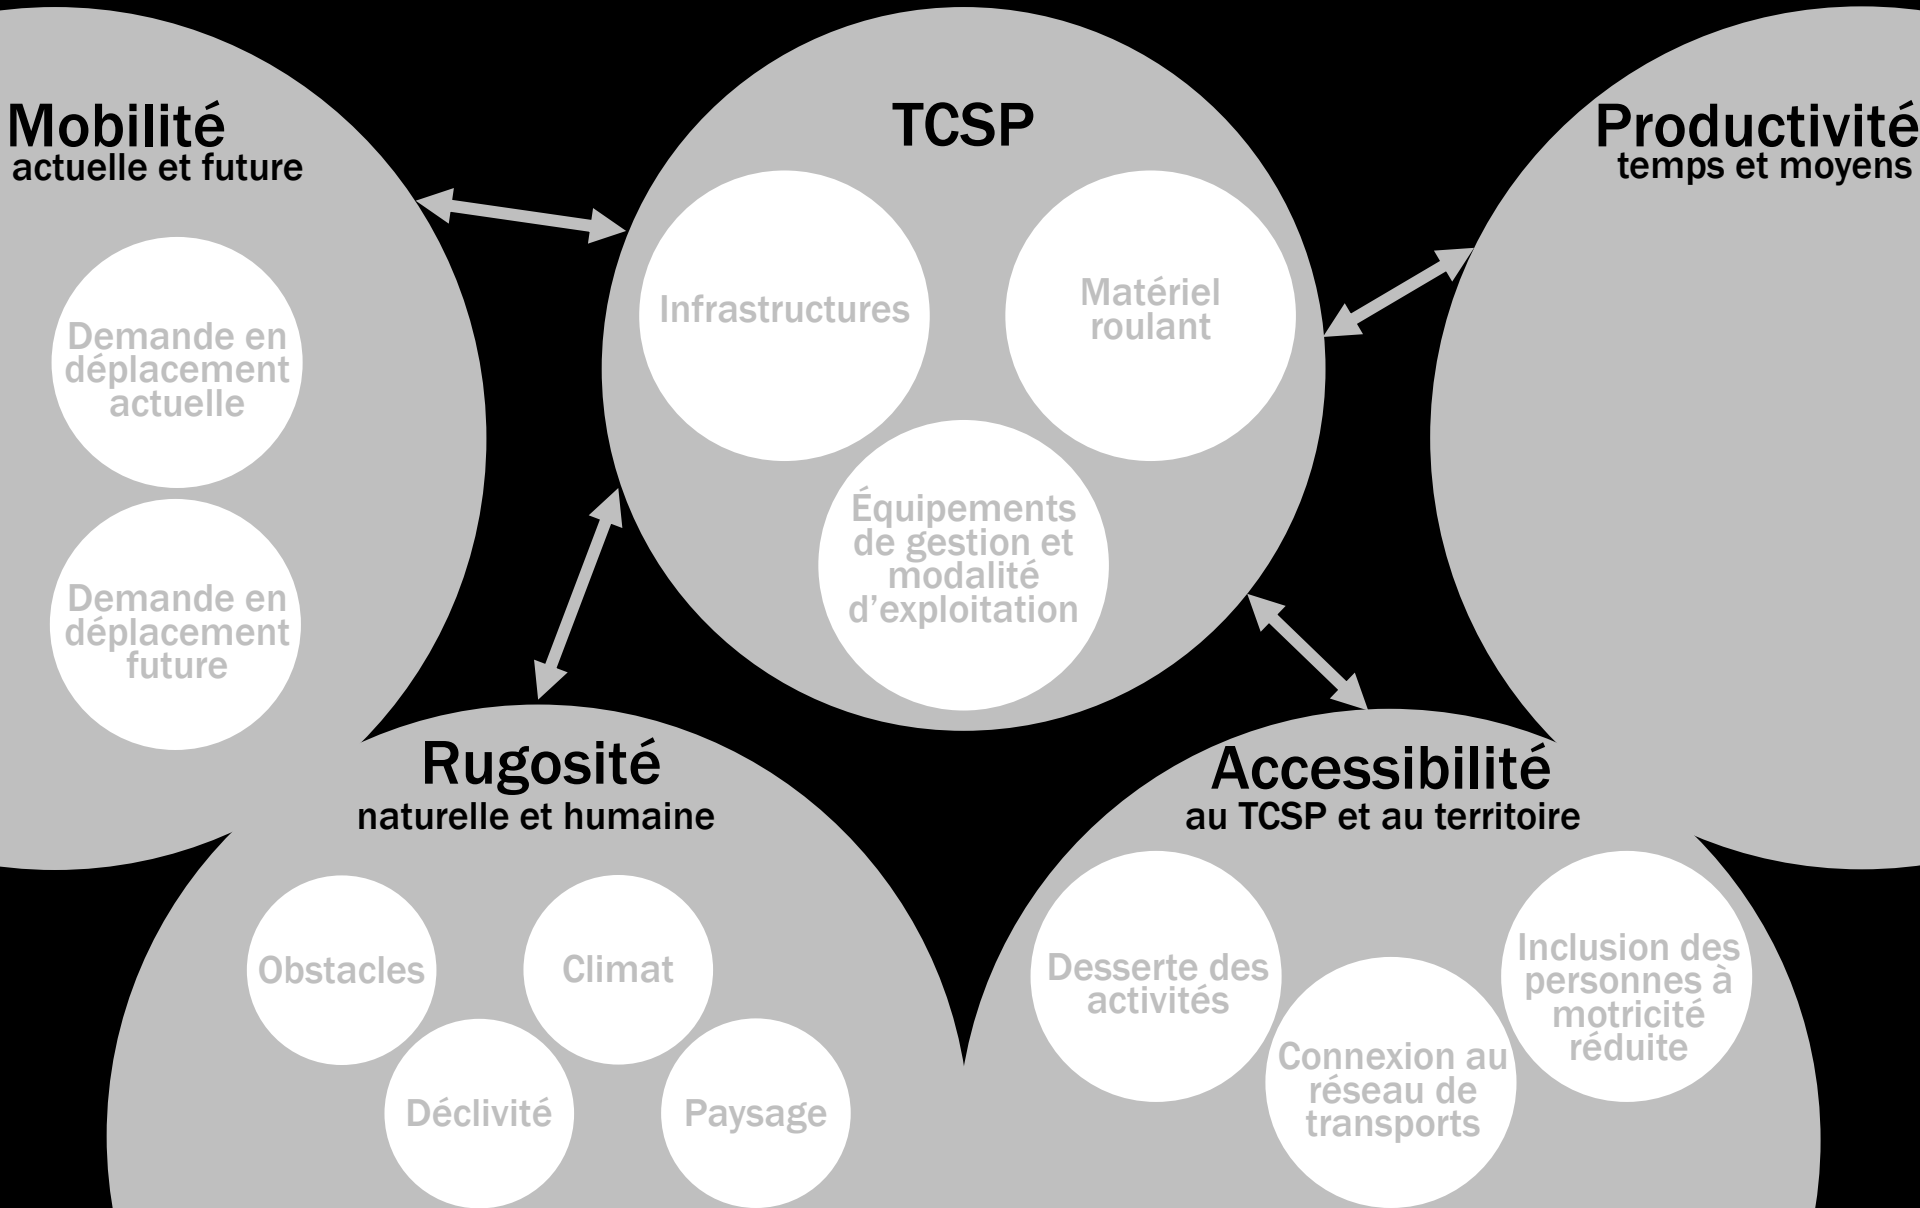 Mobilité
actuelle et future
Demande en
déplacement
actuelle
Demande en
déplacement
future
TCSP
Infrastructures
Matériel
roulant
Équipements
de gestion et
modalité
d’exploitation
Productivité
temps et moyens
Rugosité
naturelle et humaine
Obstacles
Climat
Déclivité
Paysage
Accessibilité
au TCSP et au territoire
Desserte des
activités
Connexion au
réseau de
transports
Inclusion des
personnes à
motricité
réduite